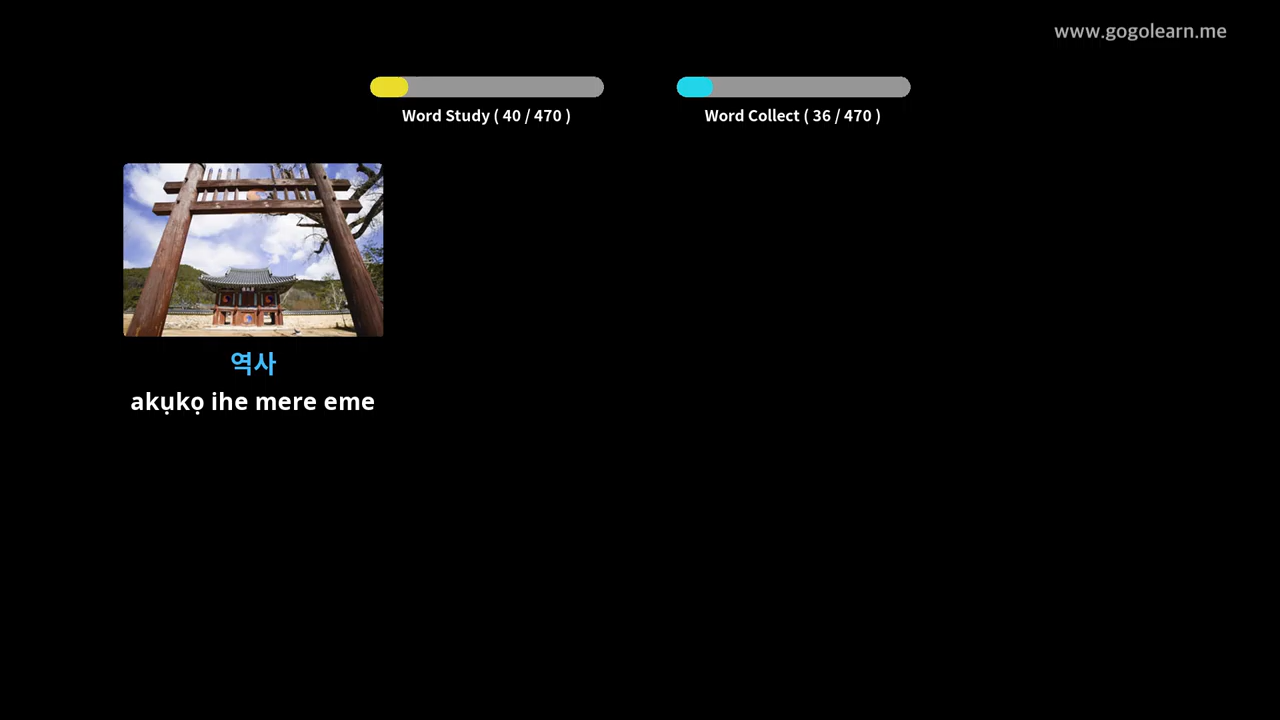 www.gogolearn.me
Word Study ( 40 / 470 )
Word Collect ( 36 / 470 )
역사
akụkọ ihe mere eme